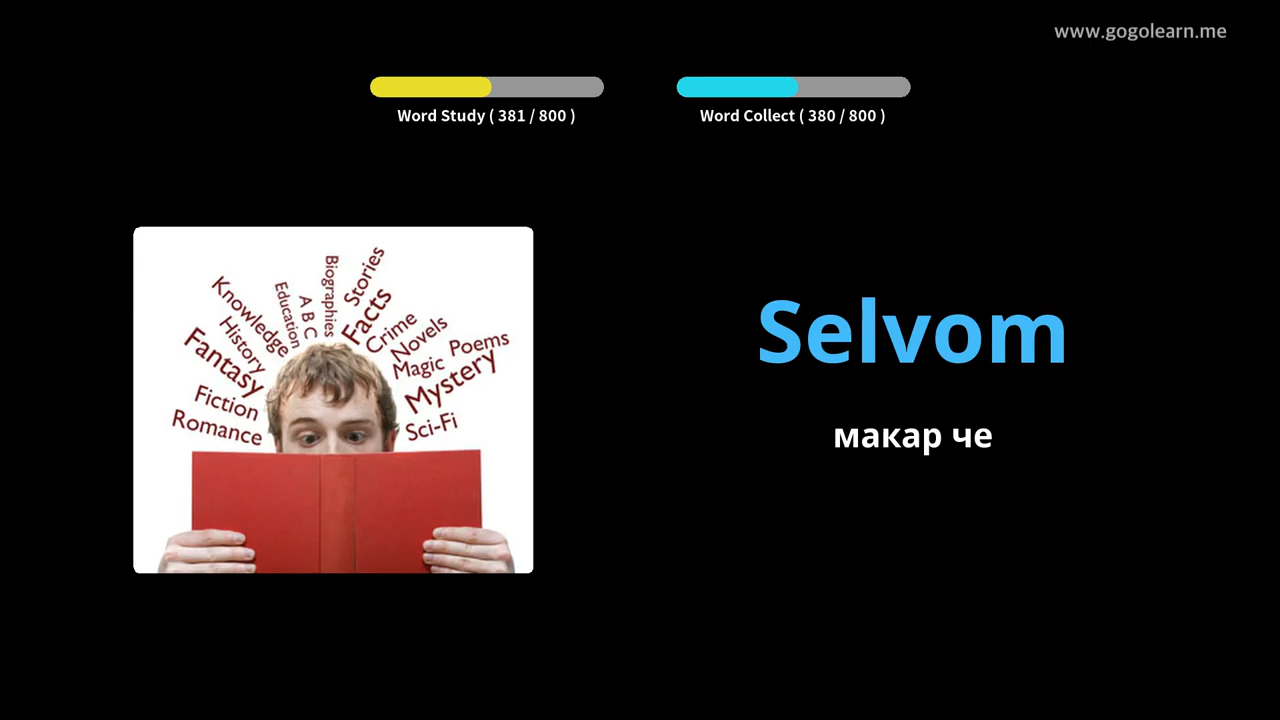 www.gogolearn.me
Word Study ( 381 / 800 )
Word Collect ( 380 / 800 )
Stories
Biographies
Facts
Education
A B C
Knowledge
Crime
History
Novels
Poems
Fantasy
Magic
Mystery
Fiction
Romance
Sci-Fi
Selvom
макар че